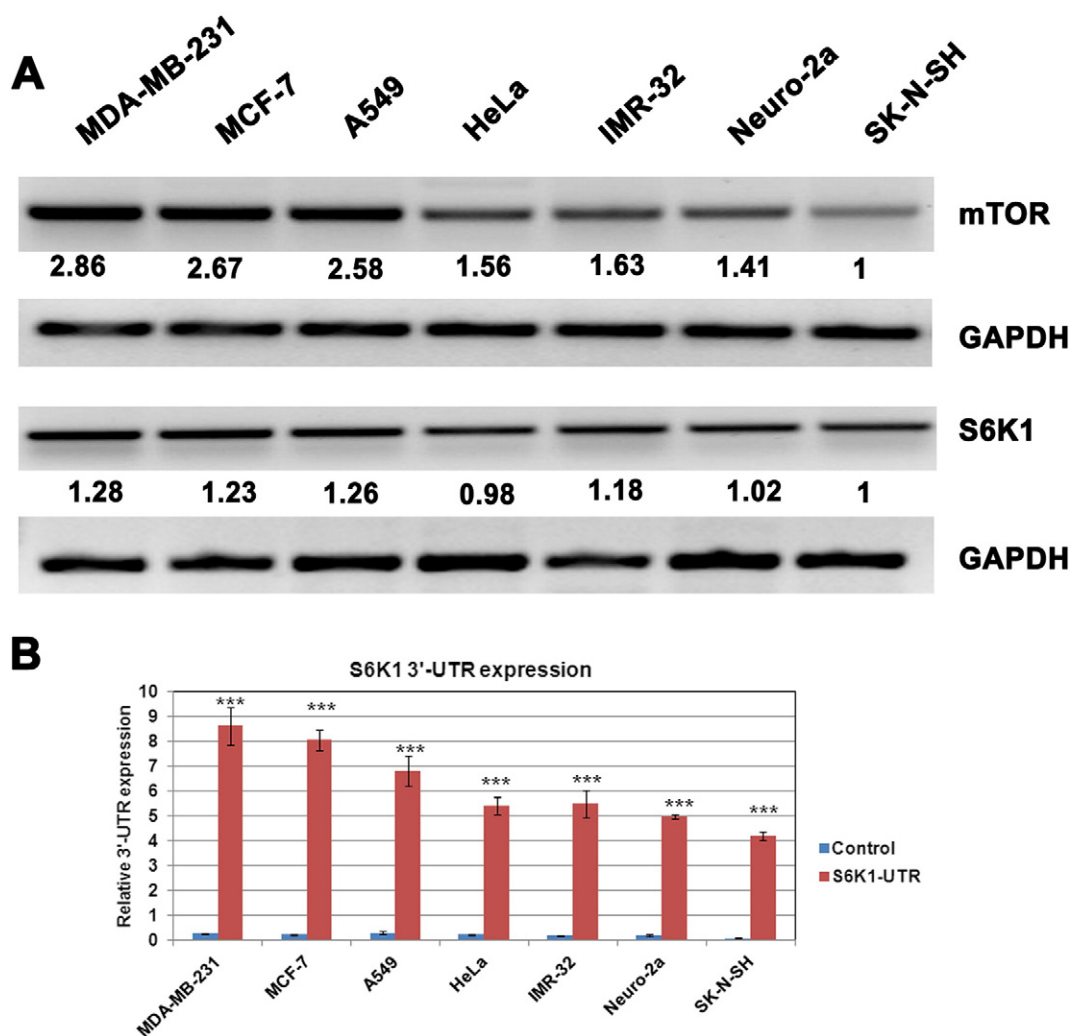 A
MDA-MB-231 MCF-7 A549 HeLa IMR-32 Neuro-2a SK-N-SH
mTOR
2.86 2.67 2.58 1.56 1.63 1.41 1
GAPDH
S6K1
1.28 1.23 1.26 0.98 1.18 1.02 1
GAPDH
B
S6K1 3'-UTR expression
Relative 3'-UTR expression
10
9
8
7
6
5
4
3
2
1
0
*** *** *** *** *** *** ***
Control
S6K1-UTR
MDA-MB-231 MCF-7 A549 HeLa IMR-32 Neuro-2a SK-N-SH